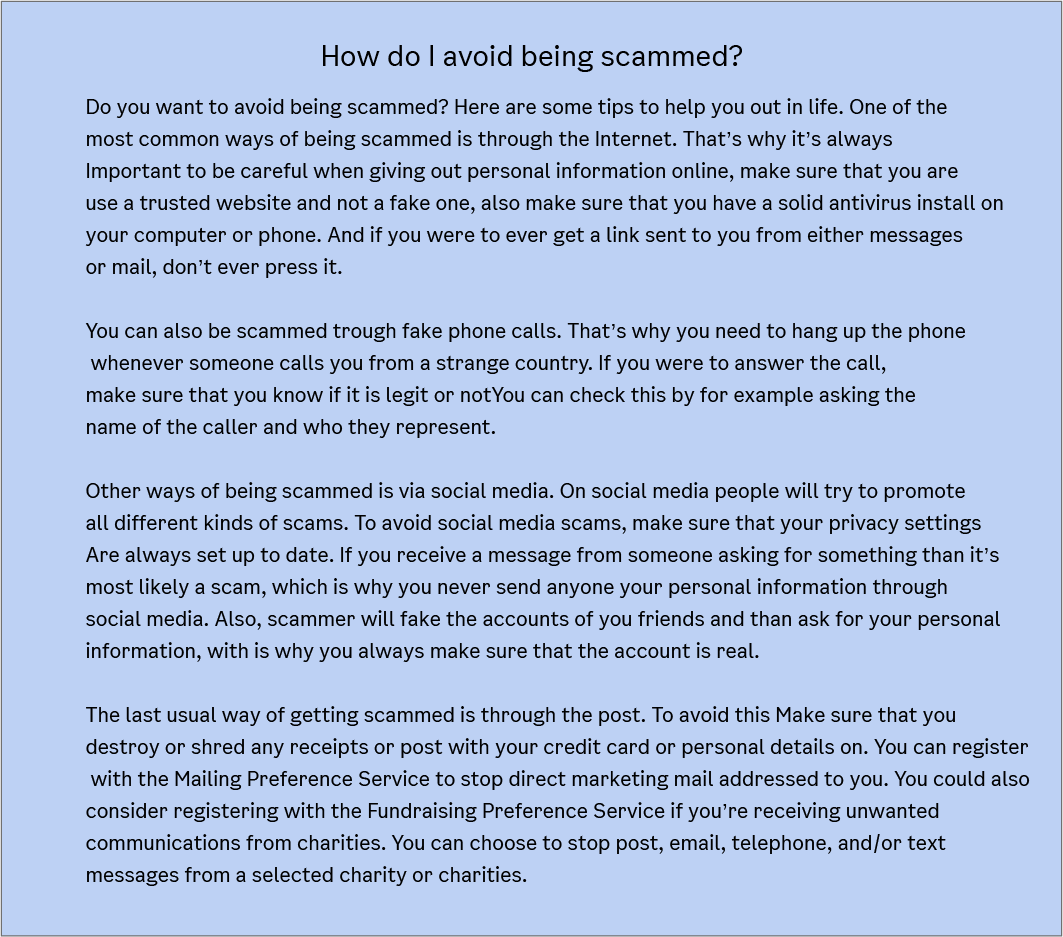 How do I avoid being scammed?
Do you want to avoid being scammed? Here are some tips to help you out in life. One of the
most common ways of being scammed is through the Internet. That’s why it’s always
Important to be careful when giving out personal information online, make sure that you are
use a trusted website and not a fake one, also make sure that you have a solid antivirus install on
your computer or phone. And if you were to ever get a link sent to you from either messages
or mail, don’t ever press it.
You can also be scammed trough fake phone calls. That’s why you need to hang up the phone
whenever someone calls you from a strange country. If you were to answer the call,
make sure that you know if it is legit or notYou can check this by for example asking the
name of the caller and who they represent.
Other ways of being scammed is via social media. On social media people will try to promote
all different kinds of scams. To avoid social media scams, make sure that your privacy settings
Are always set up to date. If you receive a message from someone asking for something than it’s
most likely a scam, which is why you never send anyone your personal information through
social media. Also, scammer will fake the accounts of you friends and than ask for your personal
information, with is why you always make sure that the account is real.
The last usual way of getting scammed is through the post. To avoid this Make sure that you
destroy or shred any receipts or post with your credit card or personal details on. You can register
with the Mailing Preference Service to stop direct marketing mail addressed to you. You could also
consider registering with the Fundraising Preference Service if you’re receiving unwanted
communications from charities. You can choose to stop post, email, telephone, and/or text
messages from a selected charity or charities.